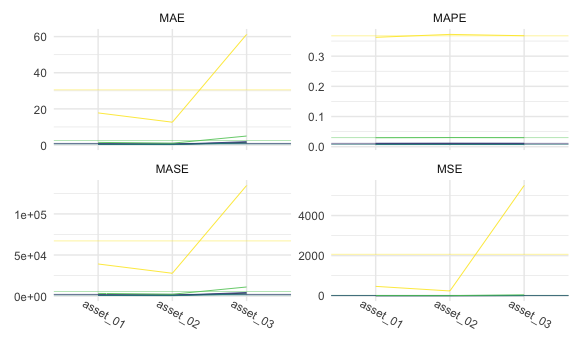 MAE
MAPE
60
40
20
0
0.3
0.2
0.1
0.0
MASE
MSE
1e+05
5e+04
0e+00
4000
2000
0
asset_01
asset_02
asset_03
asset_01
asset_02
asset_03